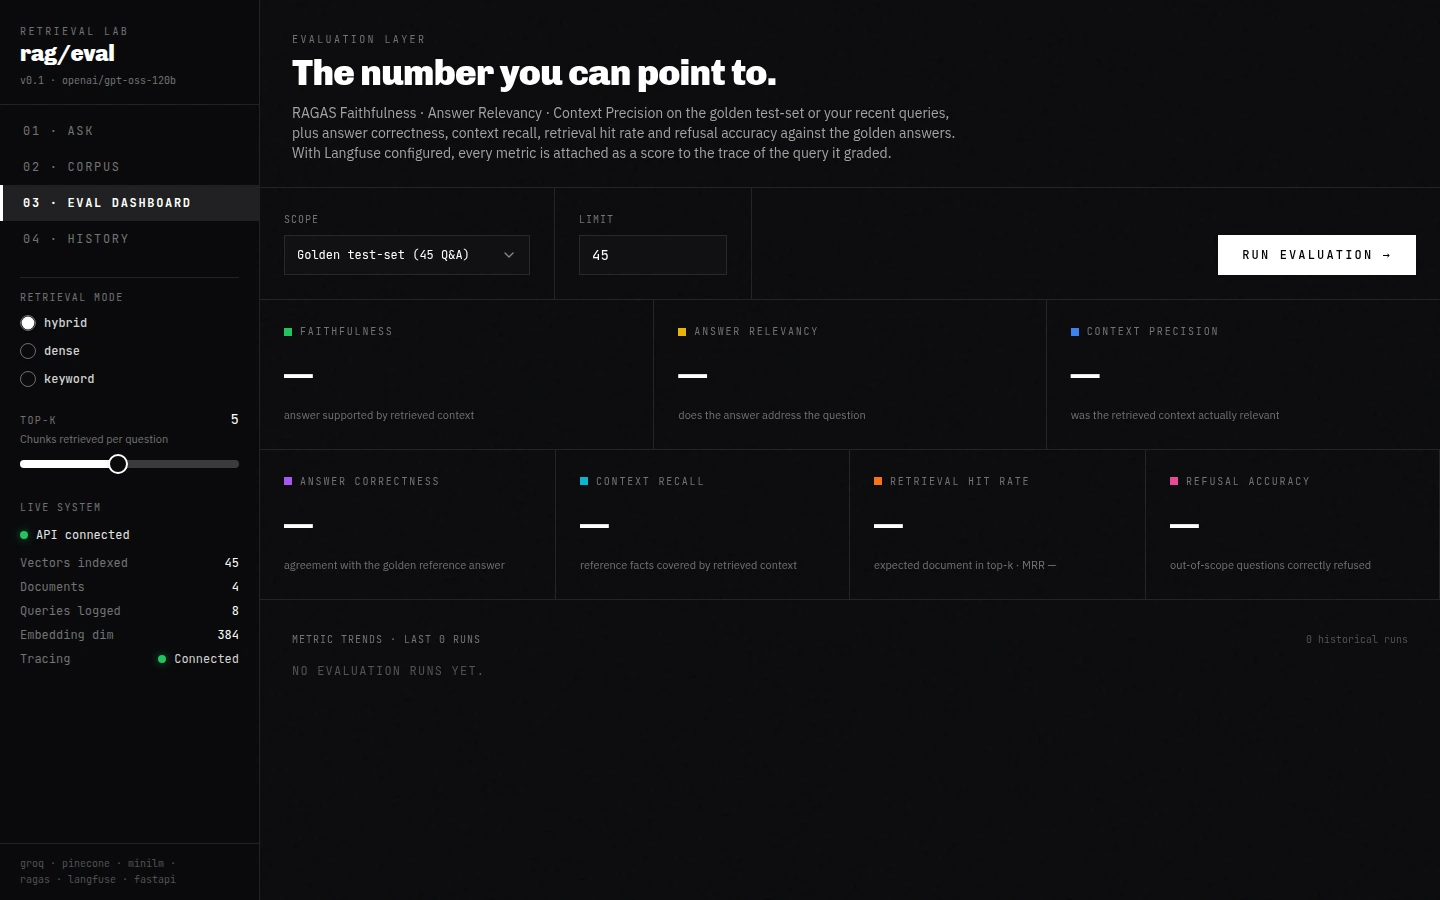 RETRIEVAL LAB
rag/eval
v0.1 · openai/gpt-oss-120b
01 · ASK
02 · CORPUS
03 · EVAL DASHBOARD
04 · HISTORY
RETRIEVAL MODE
hybrid
dense
keyword
TOP-K 5
Chunks retrieved per question
LIVE SYSTEM
API connected
Vectors indexed 45
Documents 4
Queries logged 8
Embedding dim 384
Tracing Connected
groq · pinecone · minilm ·
ragas · langfuse · fastapi
EVALUATION LAYER
The number you can point to.
RAGAS Faithfulness · Answer Relevancy · Context Precision on the golden test-set or your recent queries,
plus answer correctness, context recall, retrieval hit rate and refusal accuracy against the golden answers.
With Langfuse configured, every metric is attached as a score to the trace of the query it graded.
SCOPE
Golden test-set (45 Q&A)
LIMIT
45
RUN EVALUATION →
FAITHFULNESS
—
answer supported by retrieved context
ANSWER RELEVANCY
—
does the answer address the question
CONTEXT PRECISION
—
was the retrieved context actually relevant
ANSWER CORRECTNESS
—
agreement with the golden reference answer
CONTEXT RECALL
—
reference facts covered by retrieved context
RETRIEVAL HIT RATE
—
expected document in top-k · MRR —
REFUSAL ACCURACY
—
out-of-scope questions correctly refused
METRIC TRENDS · LAST 0 RUNS
0 historical runs
NO EVALUATION RUNS YET.